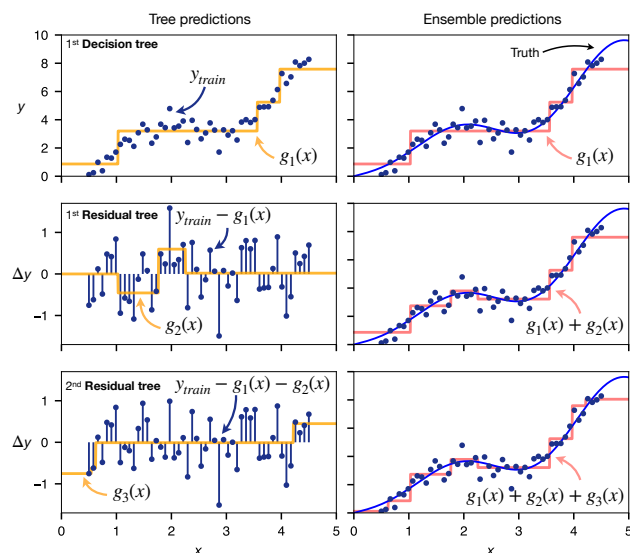 Tree predictions
Ensemble predictions
10
8
6
4
2
0
y
1st Decision tree
y_train
g₁(x)
Truth
g₁(x)
1
0
−1
Δy
1st Residual tree
y_train − g₁(x)
g₂(x)
g₁(x) + g₂(x)
1
0
−1
Δy
2nd Residual tree
y_train − g₁(x) − g₂(x)
g₃(x)
g₁(x) + g₂(x) + g₃(x)
0 1 2 3 4 5
0 1 2 3 4 5
x
x